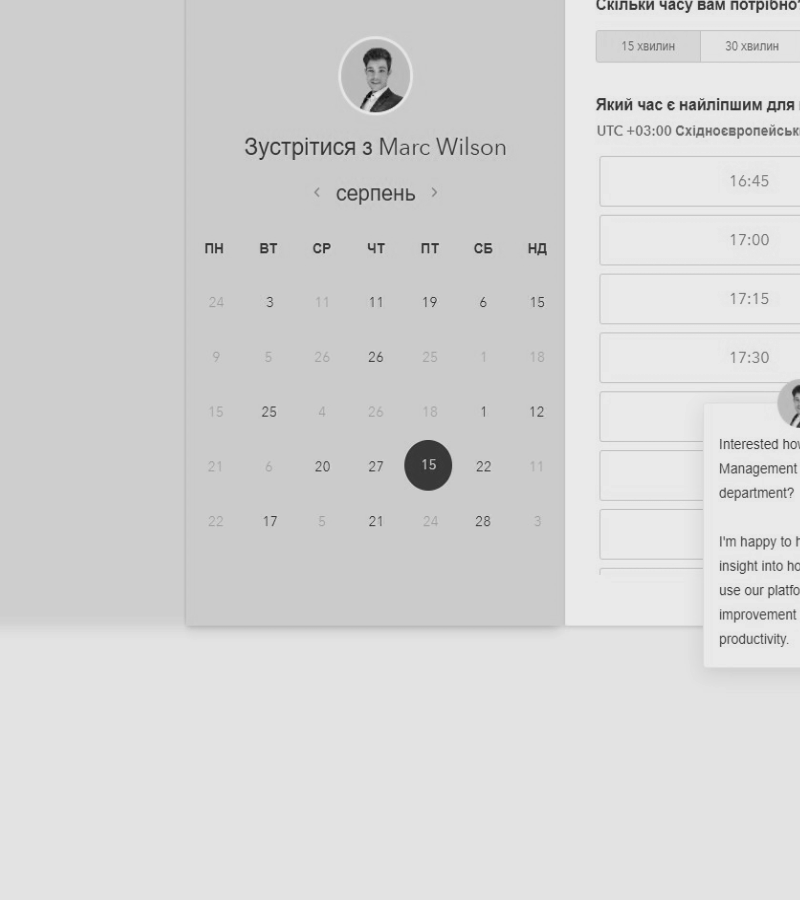 Скільки часу вам потрібно?
15 хвилин 30 хвилин
Зустрітися з Marc Wilson
‹ серпень ›
ПН ВТ СР ЧТ ПТ СБ НД
24 3 11 11 19 6 15
9 5 26 26 25 1 18
15 25 4 26 18 1 12
21 6 20 27 15 22 11
22 17 5 21 24 28 3
Який час є найліпшим для
UTC +03:00 Східноєвропейськ
16:45
17:00
17:15
17:30
Interested how
Management
department?
I'm happy to h
insight into ho
use our platfo
improvement
productivity.